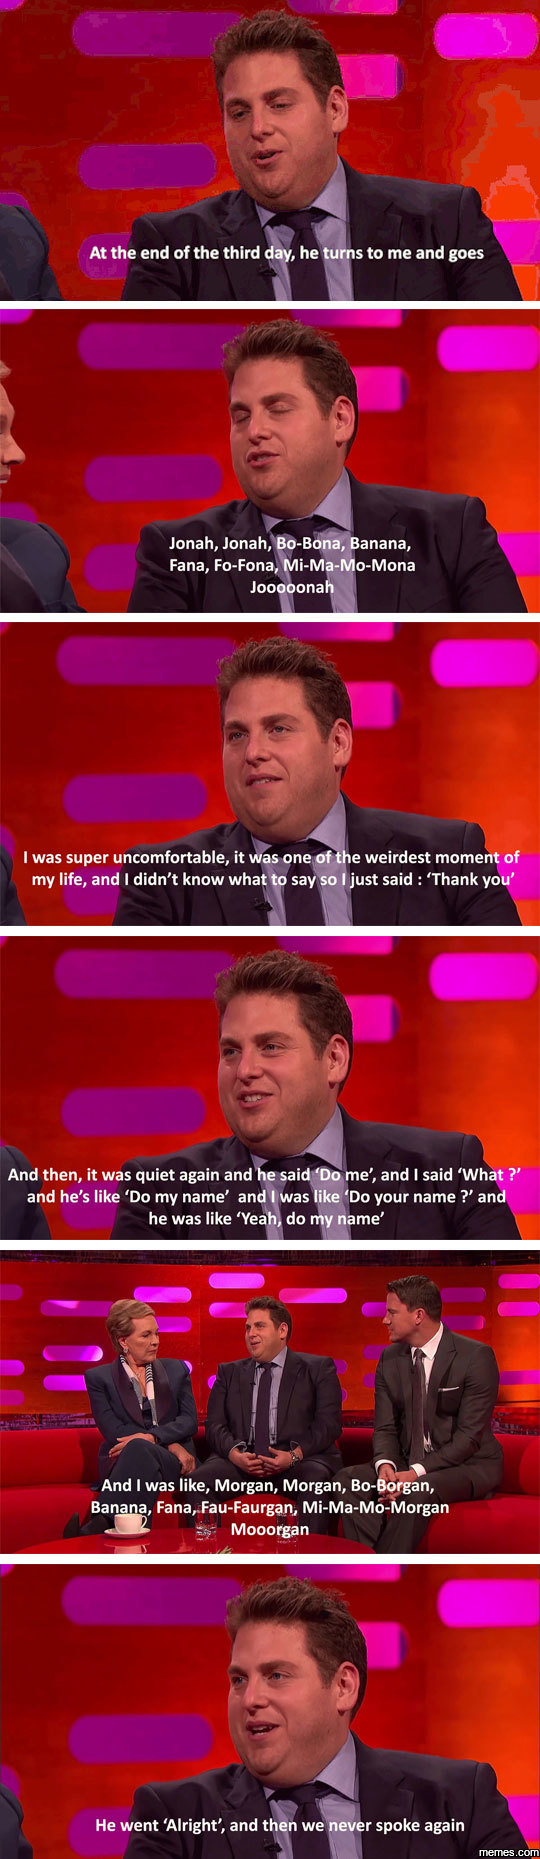 At the end of the third day, he turns to me and goes
Jonah, Jonah, Bo-Bona, Banana,
Fana, Fo-Fona, Mi-Ma-Mo-Mona
Jooooonah
I was super uncomfortable, it was one of the weirdest moment of
my life, and I didn't know what to say so I just said : 'Thank you'
And then, it was quiet again and he said 'Do me', and I said 'What ?'
and he's like 'Do my name'  and I was like 'Do your name ?' and
he was like 'Yeah, do my name'
And I was like, Morgan, Morgan, Bo-Borgan,
Banana, Fana, Fau-Faurgan, Mi-Ma-Mo-Morgan
Mooorgan
He went 'Alright', and then we never spoke again
memes.com